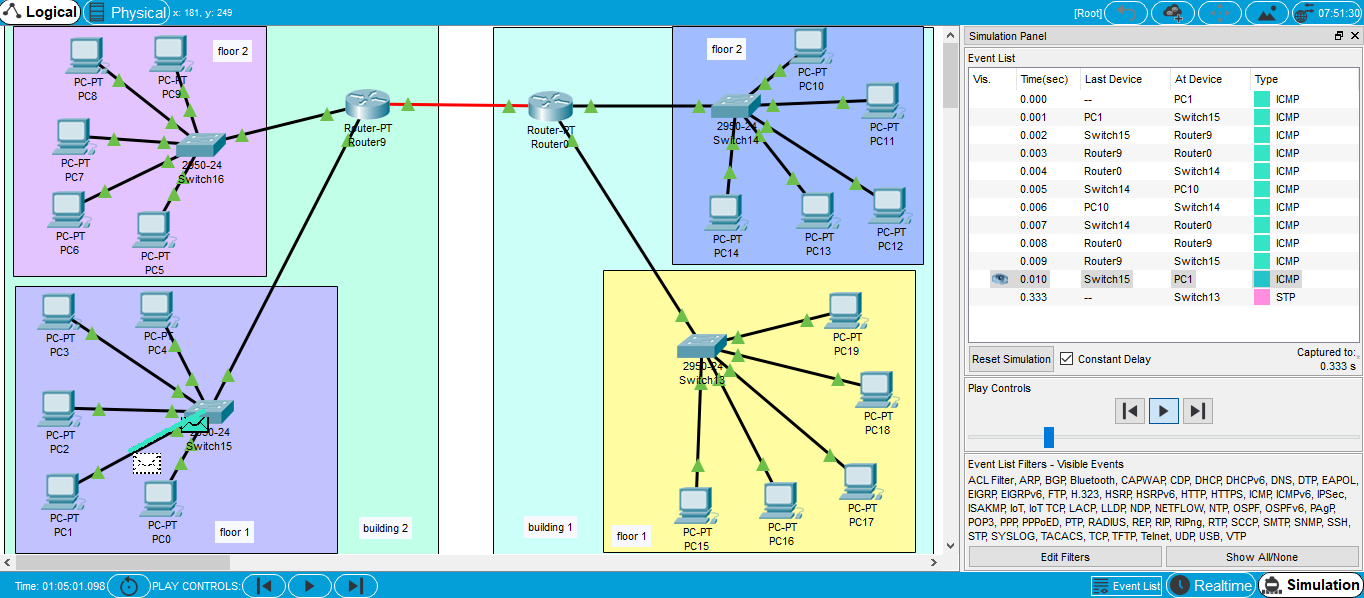 Logical
Physical
x: 181, y: 249
[Root]
07:51:30
floor 2
PC-PT
PC8
PC-PT
PC9
PC-PT
PC7
2950-24
Switch16
PC-PT
PC6
PC-PT
PC5
Router-PT
Router9
Router-PT
Router0
floor 2
PC-PT
PC10
2950-24
Switch14
PC-PT
PC11
PC-PT
PC14
PC-PT
PC13
PC-PT
PC12
PC-PT
PC3
PC-PT
PC4
PC-PT
PC2
2950-24
Switch15
PC-PT
PC1
PC-PT
PC0
floor 1
building 2
building 1
PC-PT
PC19
2950-24
Switch13
PC-PT
PC18
PC-PT
PC17
PC-PT
PC16
PC-PT
PC15
floor 1
Simulation Panel
Event List
Vis. Time(sec) Last Device At Device Type
0.000 -- PC1 ICMP
0.001 PC1 Switch15 ICMP
0.002 Switch15 Router9 ICMP
0.003 Router9 Router0 ICMP
0.004 Router0 Switch14 ICMP
0.005 Switch14 PC10 ICMP
0.006 PC10 Switch14 ICMP
0.007 Switch14 Router0 ICMP
0.008 Router0 Router9 ICMP
0.009 Router9 Switch15 ICMP
0.010 Switch15 PC1 ICMP
0.333 -- Switch13 STP
Reset Simulation
Constant Delay
Captured to:
0.333 s
Play Controls
Event List Filters - Visible Events
ACL Filter, ARP, BGP, Bluetooth, CAPWAP, CDP, DHCP, DHCPv6, DNS, DTP, EAPOL,
EIGRP, EIGRPv6, FTP, H.323, HSRP, HSRPv6, HTTP, HTTPS, ICMP, ICMPv6, IPSec,
ISAKMP, IoT, IoT TCP, LACP, LLDP, NDP, NETFLOW, NTP, OSPF, OSPFv6, PAgP,
POP3, PPP, PPPoED, PTP, RADIUS, REP, RIP, RIPng, RTP, SCCP, SMTP, SNMP, SSH,
STP, SYSLOG, TACACS, TCP, TFTP, Telnet, UDP, USB, VTP
Edit Filters
Show All/None
Time: 01:05:01.098
PLAY CONTROLS:
Event List
Realtime
Simulation